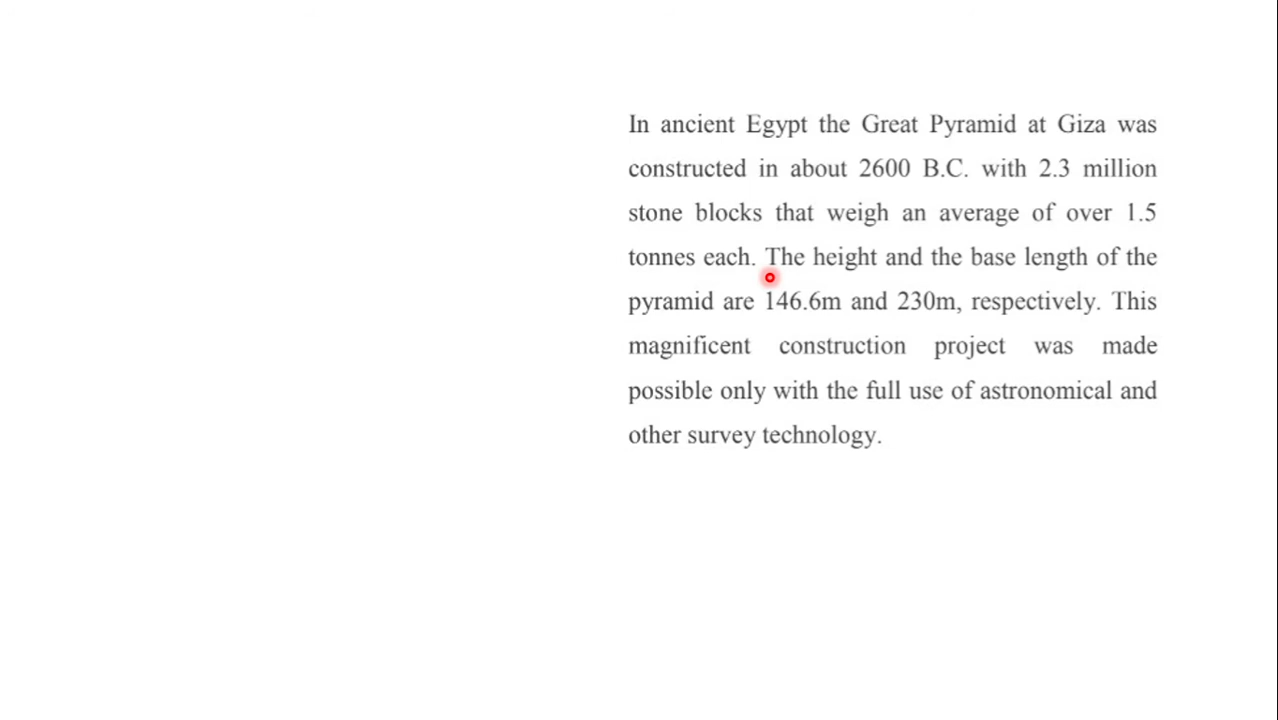 In ancient Egypt the Great Pyramid at Giza was
constructed in about 2600 B.C. with 2.3 million
stone blocks that weigh an average of over 1.5
tonnes each. The height and the base length of the
pyramid are 146.6m and 230m, respectively. This
magnificent construction project was made
possible only with the full use of astronomical and
other survey technology.